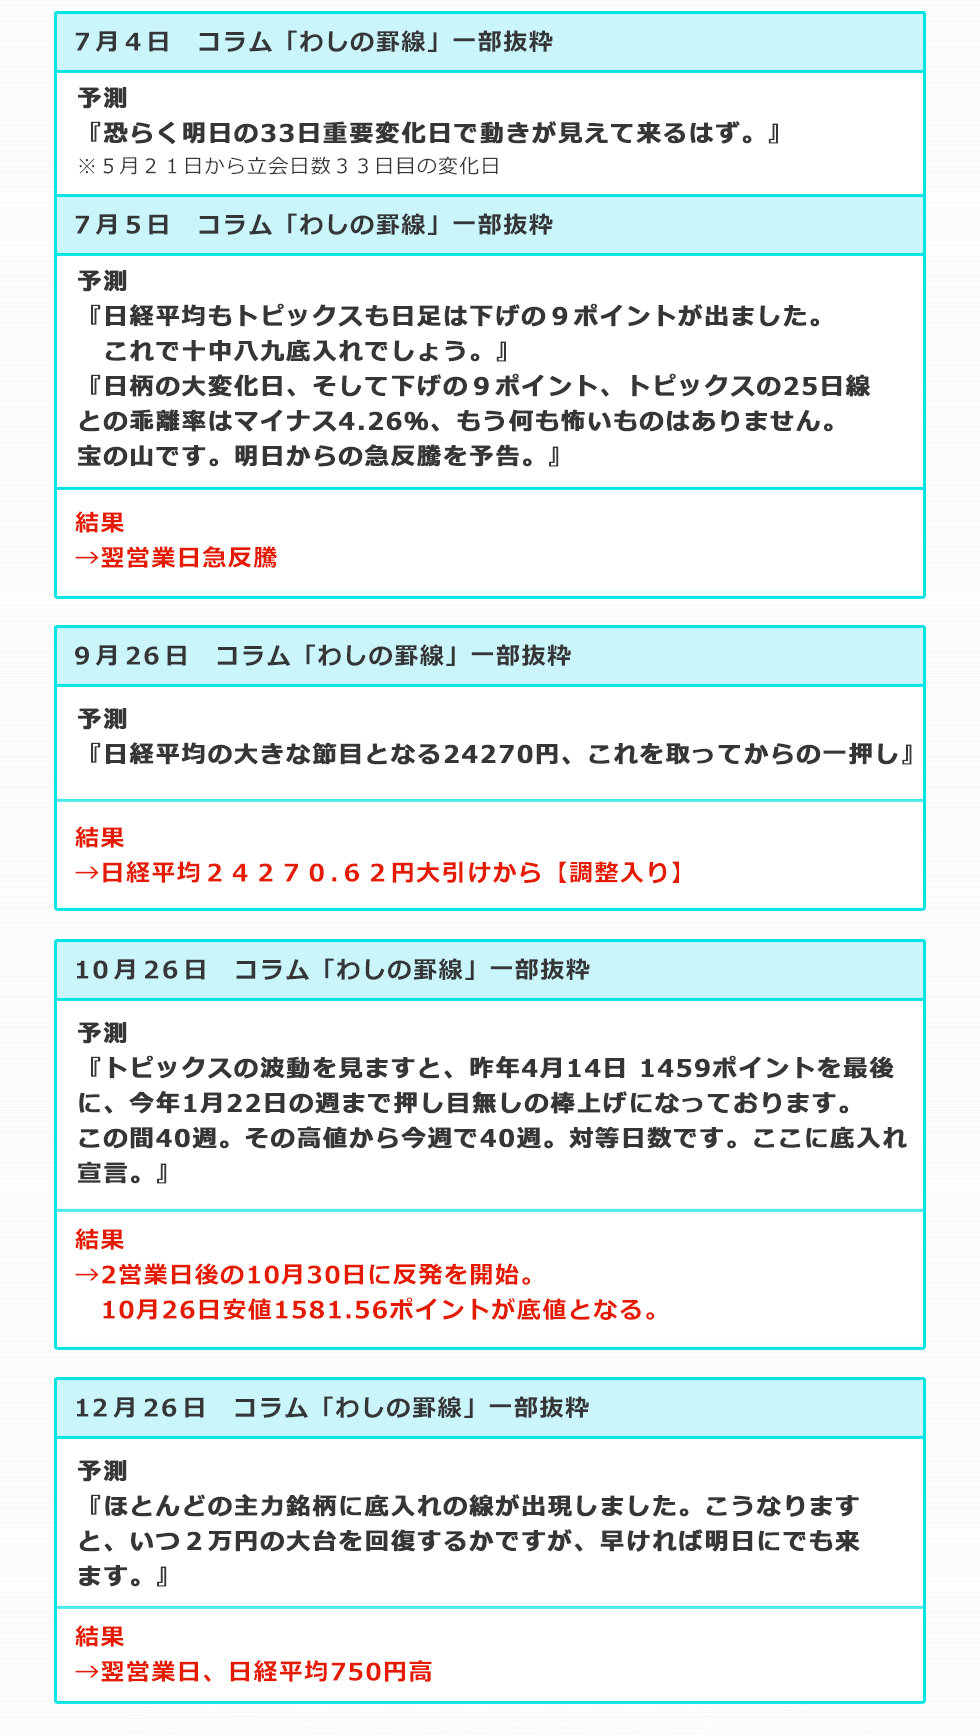 ７月４日　コラム「わしの罫線」一部抜粋
予測
『恐らく明日の33日重要変化日で動きが見えて来るはず。』
※５月２１日から立会日数３３日目の変化日
７月５日　コラム「わしの罫線」一部抜粋
予測
『日経平均もトピックスも日足は下げの９ポイントが出ました。
　これで十中八九底入れでしょう。』
『日柄の大変化日、そして下げの９ポイント、トピックスの25日線
との乖離率はマイナス4.26%、もう何も怖いものはありません。
宝の山です。明日からの急反騰を予告。』
結果
→翌営業日急反騰
9月26日　コラム「わしの罫線」一部抜粋
予測
『日経平均の大きな節目となる24270円、これを取ってからの一押し』
結果
→日経平均２４２７０.６２円大引けから【調整入り】
10月26日　コラム「わしの罫線」一部抜粋
予測
『トピックスの波動を見ますと、昨年4月14日 1459ポイントを最後
に、今年1月22日の週まで押し目無しの棒上げになっております。
この間40週。その高値から今週で40週。対等日数です。ここに底入れ
宣言。』
結果
→2営業日後の10月30日に反発を開始。
　10月26日安値1581.56ポイントが底値となる。
12月26日　コラム「わしの罫線」一部抜粋
予測
『ほとんどの主力銘柄に底入れの線が出現しました。こうなります
と、いつ２万円の大台を回復するかですが、早ければ明日にでも来
ます。』
結果
→翌営業日、日経平均750円高